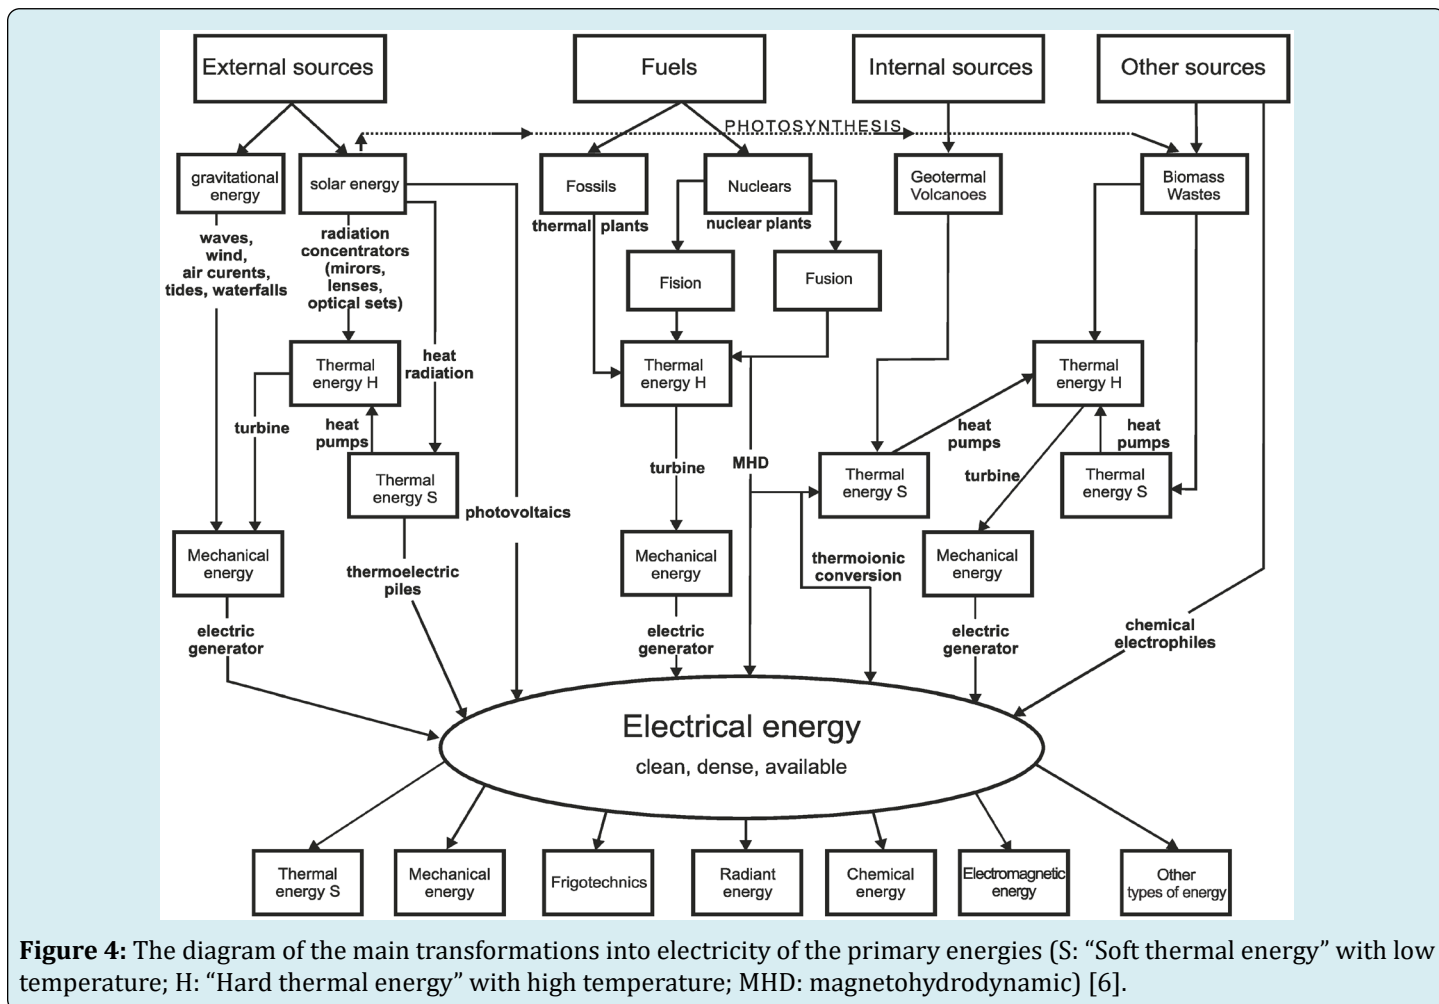 External sources
Fuels
Internal sources
Other sources
PHOTOSYNTHESIS
gravitational
energy
solar energy
Fossils
Nuclears
Geotermal
Volcanoes
Biomass
Wastes
waves,
wind,
air curents,
tides, waterfalls
radiation
concentrators
(mirors,
lenses,
optical sets)
thermal plants
nuclear plants
Fision
Fusion
Thermal
energy H
heat
radiation
Thermal
energy H
Thermal
energy H
turbine
heat
pumps
heat
pumps
heat
pumps
Thermal
energy S
turbine
MHD
Thermal
energy S
turbine
Thermal
energy S
photovoltaics
Mechanical
energy
thermoelectric
piles
Mechanical
energy
thermoionic
conversion
Mechanical
energy
electric
generator
electric
generator
electric
generator
chemical
electrophiles
Electrical energy
clean, dense, available
Thermal
energy S
Mechanical
energy
Frigotechnics
Radiant
energy
Chemical
energy
Electromagnetic
energy
Other
types of energy
Figure 4: The diagram of the main transformations into electricity of the primary energies (S: “Soft thermal energy” with low
temperature; H: “Hard thermal energy” with high temperature; MHD: magnetohydrodynamic) [6].